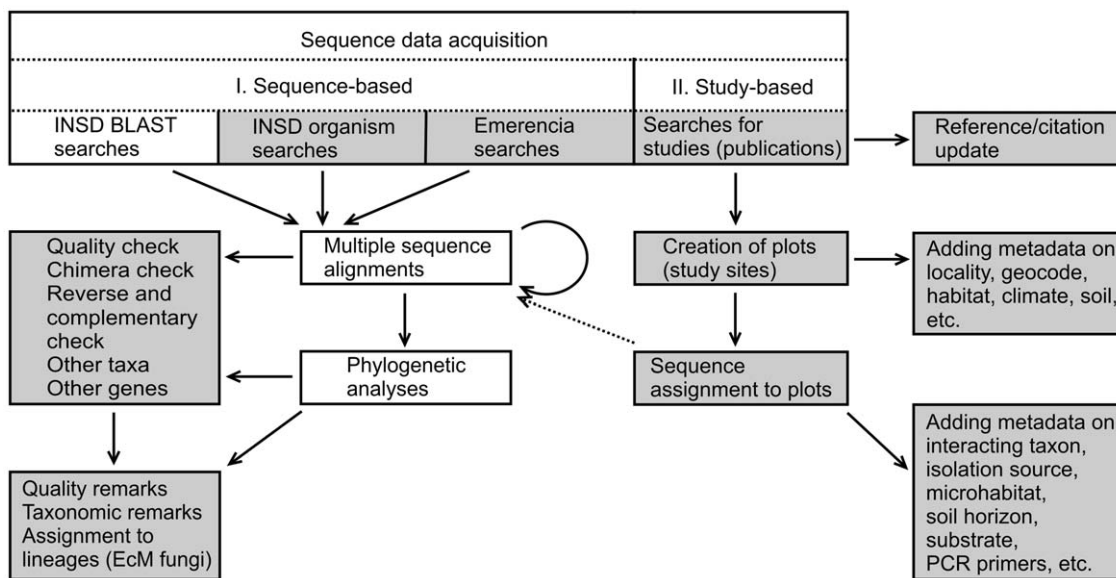 Sequence data acquisition
I. Sequence-based
II. Study-based
INSD BLAST
searches
INSD organism
searches
Emerencia
searches
Searches for
studies (publications)
Reference/citation
update
Quality check
Chimera check
Reverse and
complementary
check
Other taxa
Other genes
Multiple sequence
alignments
Creation of plots
(study sites)
Adding metadata on
locality, geocode,
habitat, climate, soil,
etc.
Phylogenetic
analyses
Sequence
assignment to plots
Quality remarks
Taxonomic remarks
Assignment to
lineages (EcM fungi)
Adding metadata on
interacting taxon,
isolation source,
microhabitat,
soil horizon,
substrate,
PCR primers, etc.